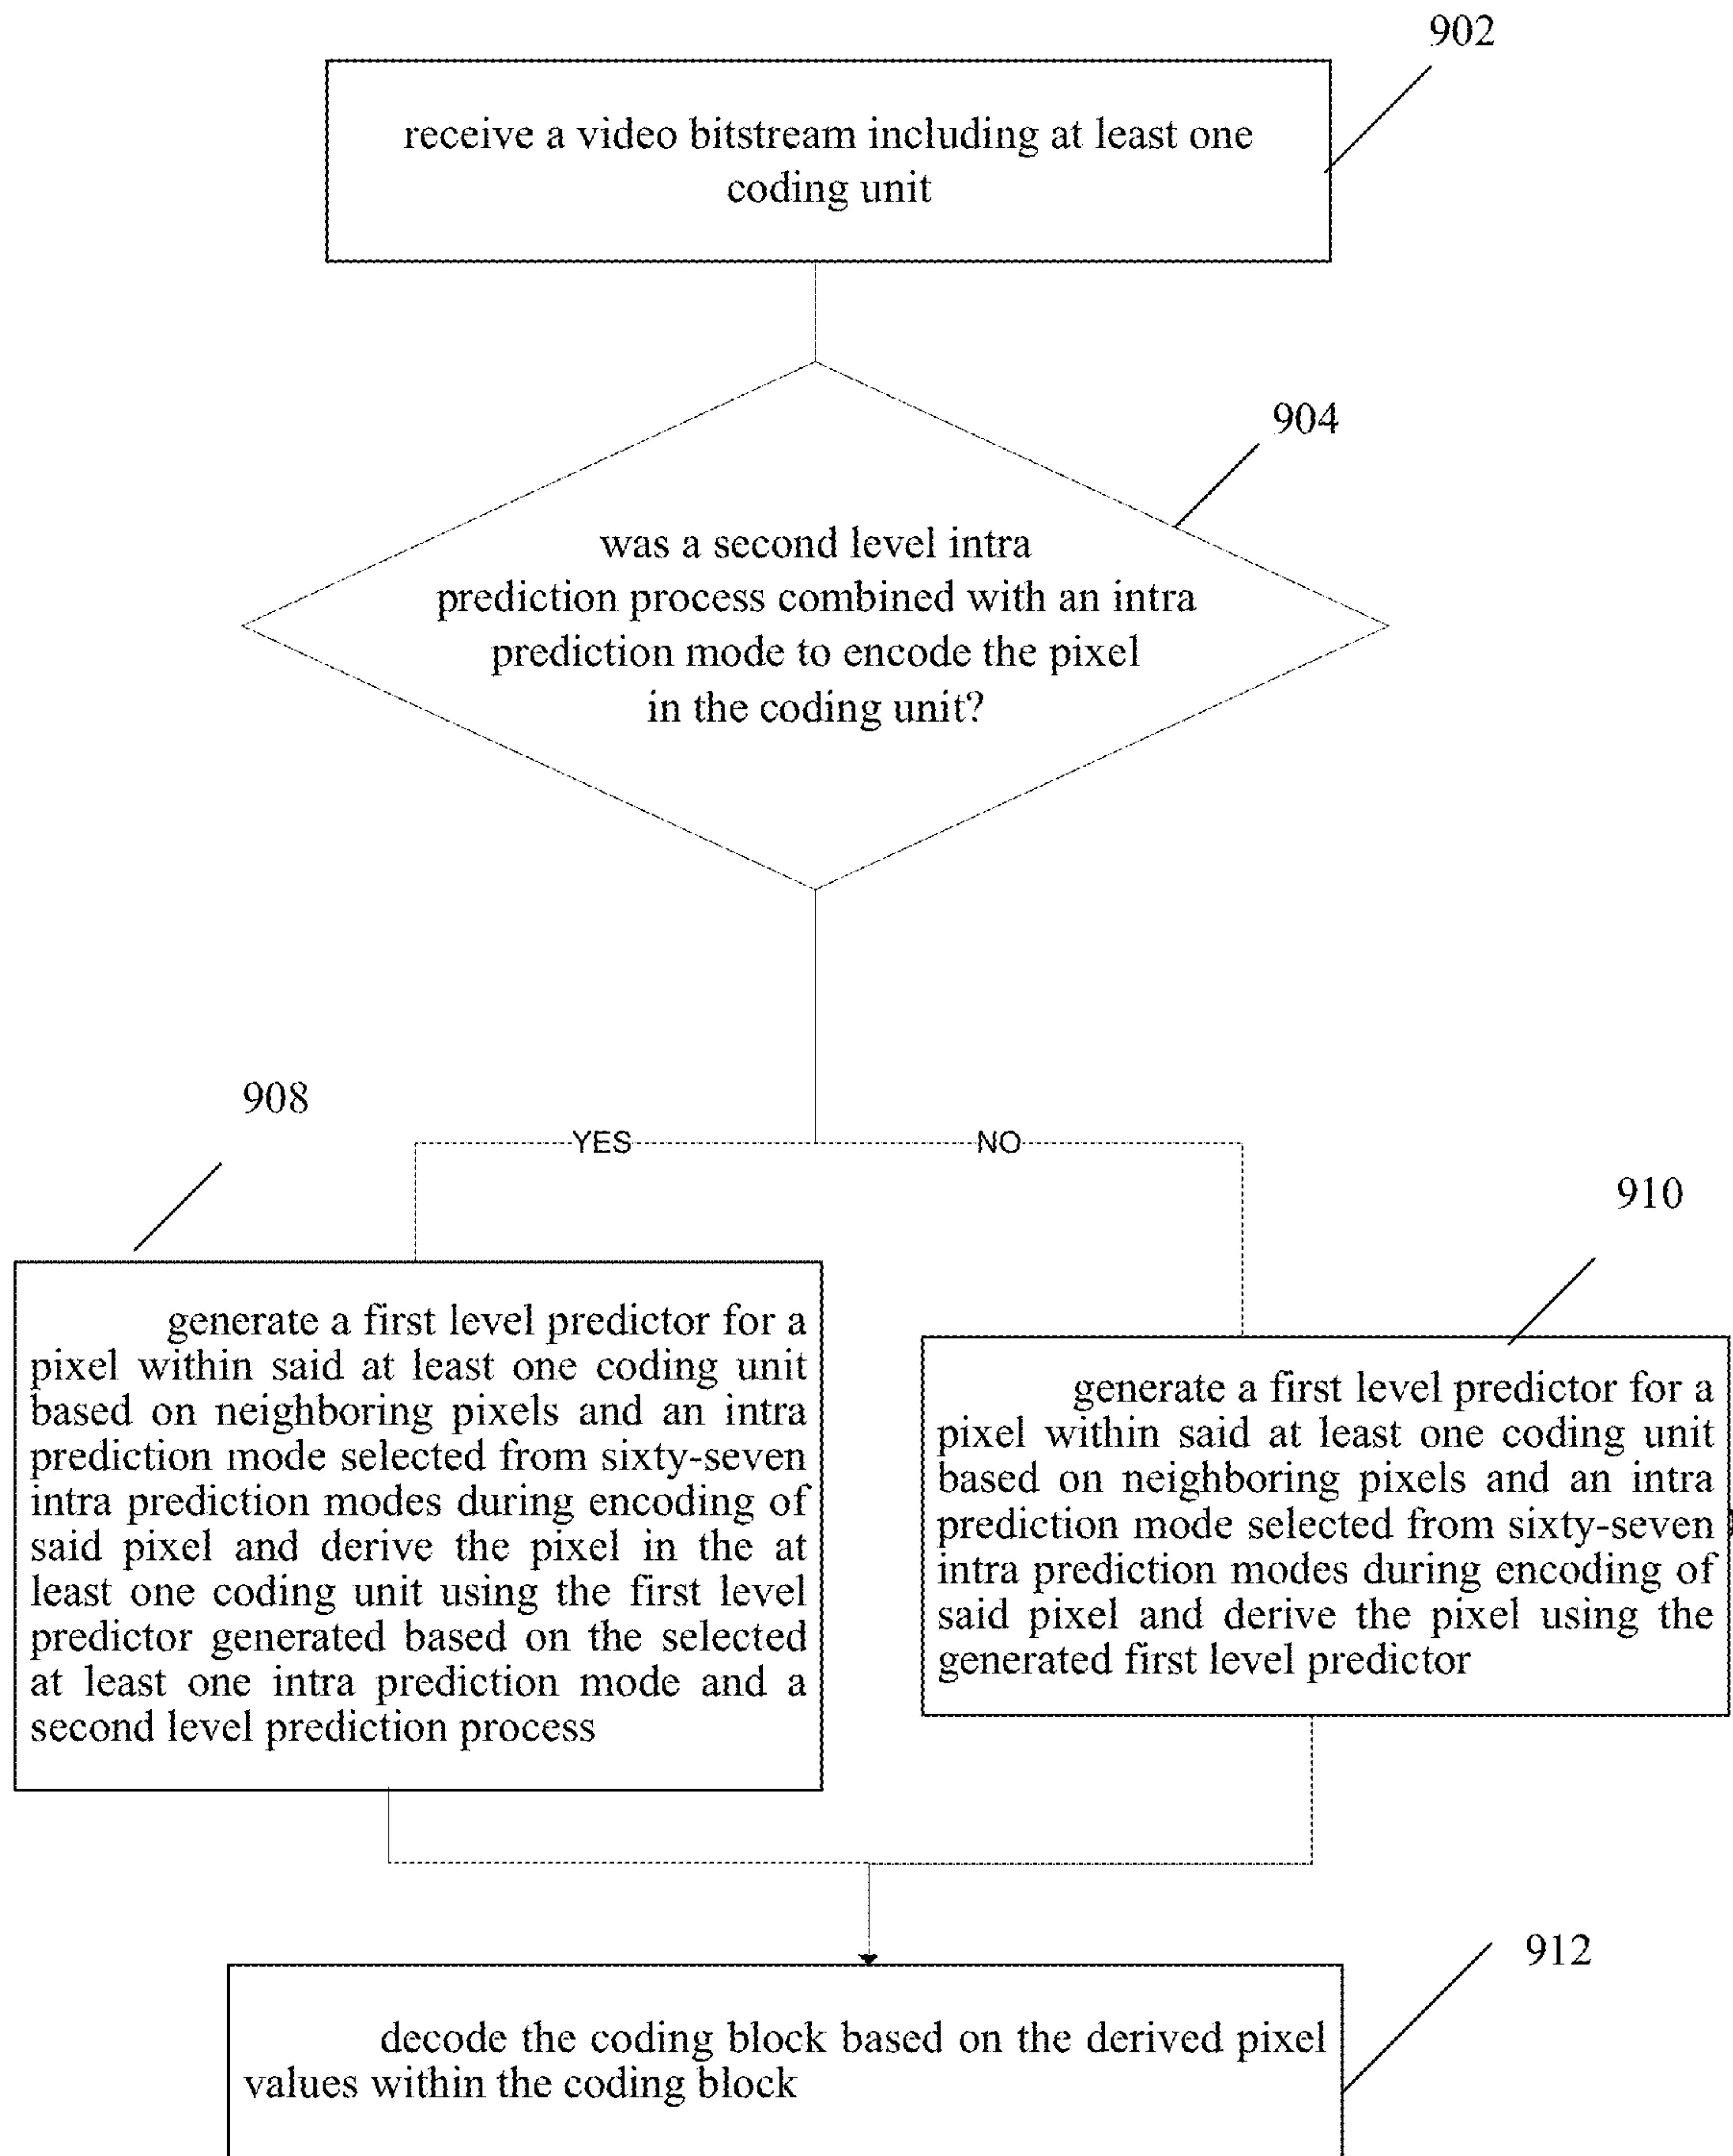 902
receive a video bitstream including at least one
coding unit
904
was a second level intra
prediction process combined with an intra
prediction mode to encode the pixel
in the coding unit?
908
YES
NO
910
generate a first level predictor for a
pixel within said at least one coding unit
based on neighboring pixels and an intra
prediction mode selected from sixty-seven
intra prediction modes during encoding of
said pixel and derive the pixel in the at
least one coding unit using the first level
predictor generated based on the selected
at least one intra prediction mode and a
second level prediction process
generate a first level predictor for a
pixel within said at least one coding unit
based on neighboring pixels and an intra
prediction mode selected from sixty-seven
intra prediction modes during encoding of
said pixel and derive the pixel using the
generated first level predictor
912
decode the coding block based on the derived pixel
values within the coding block